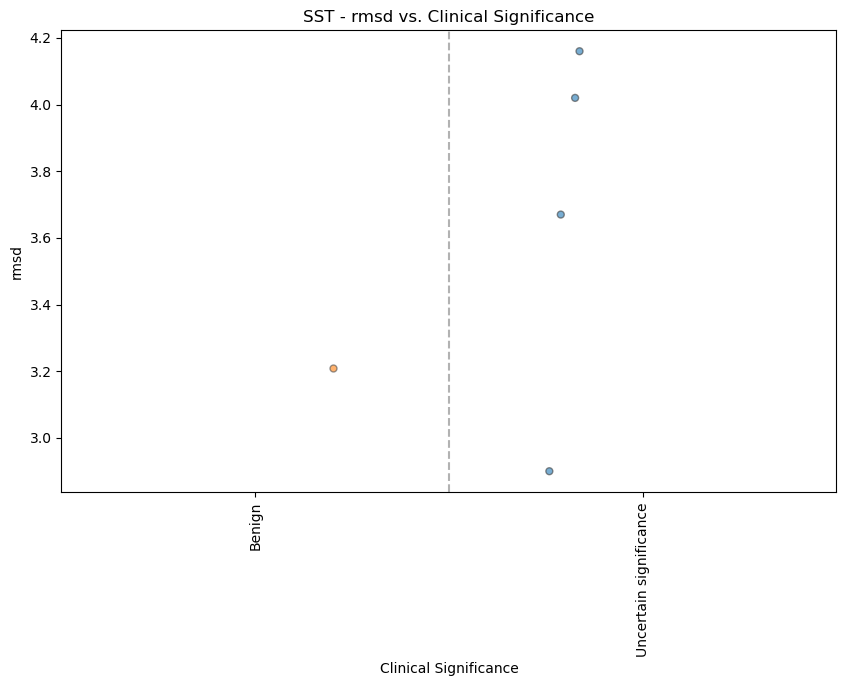 SST - rmsd vs. Clinical Significance
4.2
4.0
3.8
3.6
3.4
3.2
3.0
rmsd
Benign
Uncertain significance
Clinical Significance